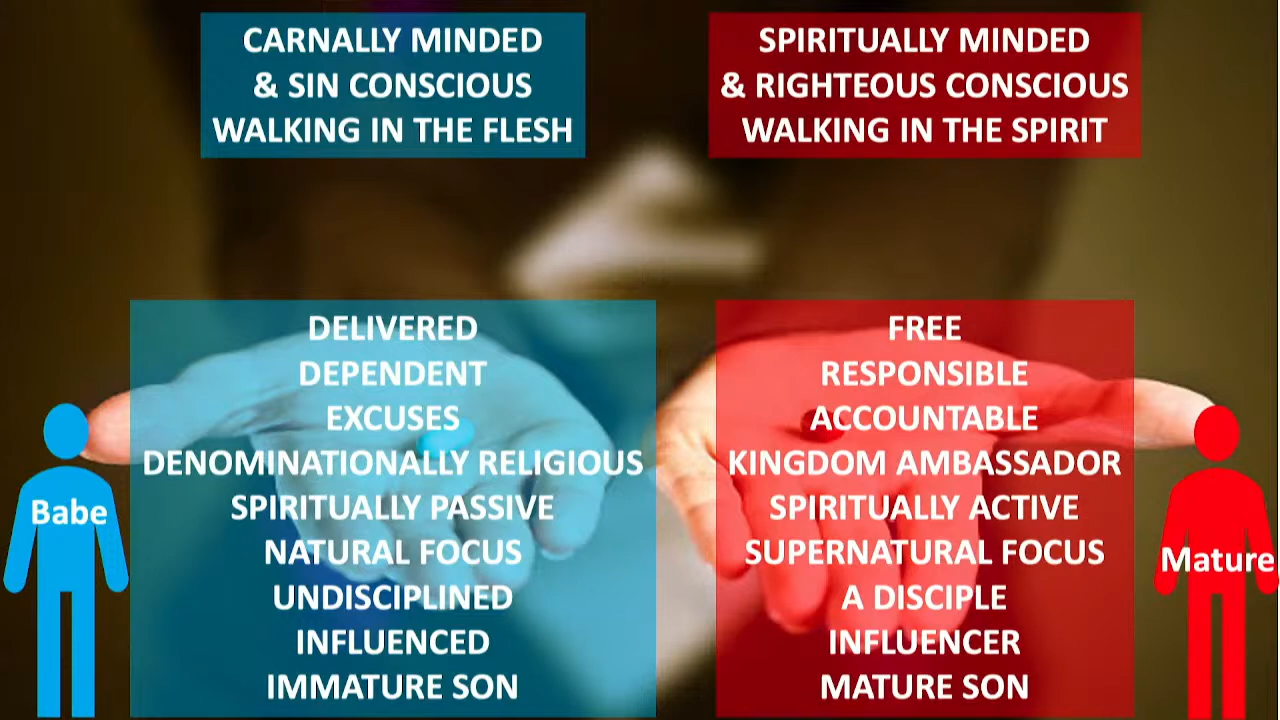 CARNALLY MINDED
& SIN CONSCIOUS
WALKING IN THE FLESH
SPIRITUALLY MINDED
& RIGHTEOUS CONSCIOUS
WALKING IN THE SPIRIT
DELIVERED
DEPENDENT
EXCUSES
DENOMINATIONALLY RELIGIOUS
SPIRITUALLY PASSIVE
NATURAL FOCUS
UNDISCIPLINED
INFLUENCED
IMMATURE SON
FREE
RESPONSIBLE
ACCOUNTABLE
KINGDOM AMBASSADOR
SPIRITUALLY ACTIVE
SUPERNATURAL FOCUS
A DISCIPLE
INFLUENCER
MATURE SON
Babe
Mature